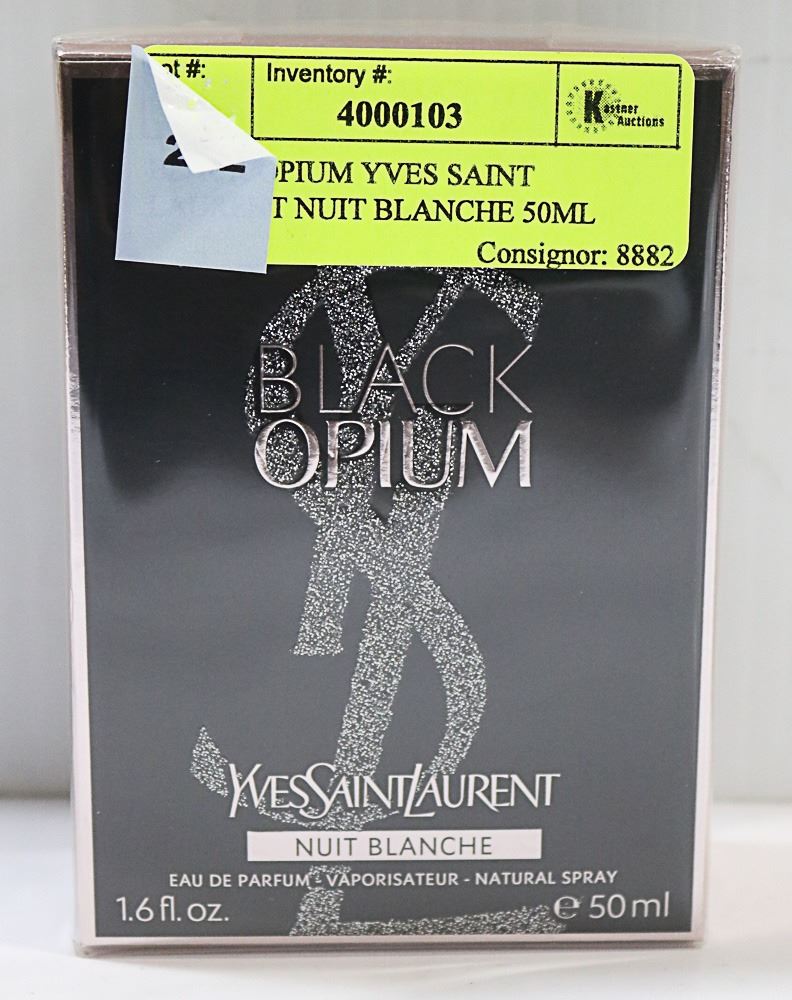 ot #:
Inventory #:
4000103
Kastner
Auctions
OPIUM YVES SAINT
T NUIT BLANCHE 50ML
Consignor: 8882
BLACK
OPIUM
YVESSAINTLAURENT
NUIT BLANCHE
EAU DE PARFUM - VAPORISATEUR - NATURAL SPRAY
1.6 fl. oz.
℮ 50 ml